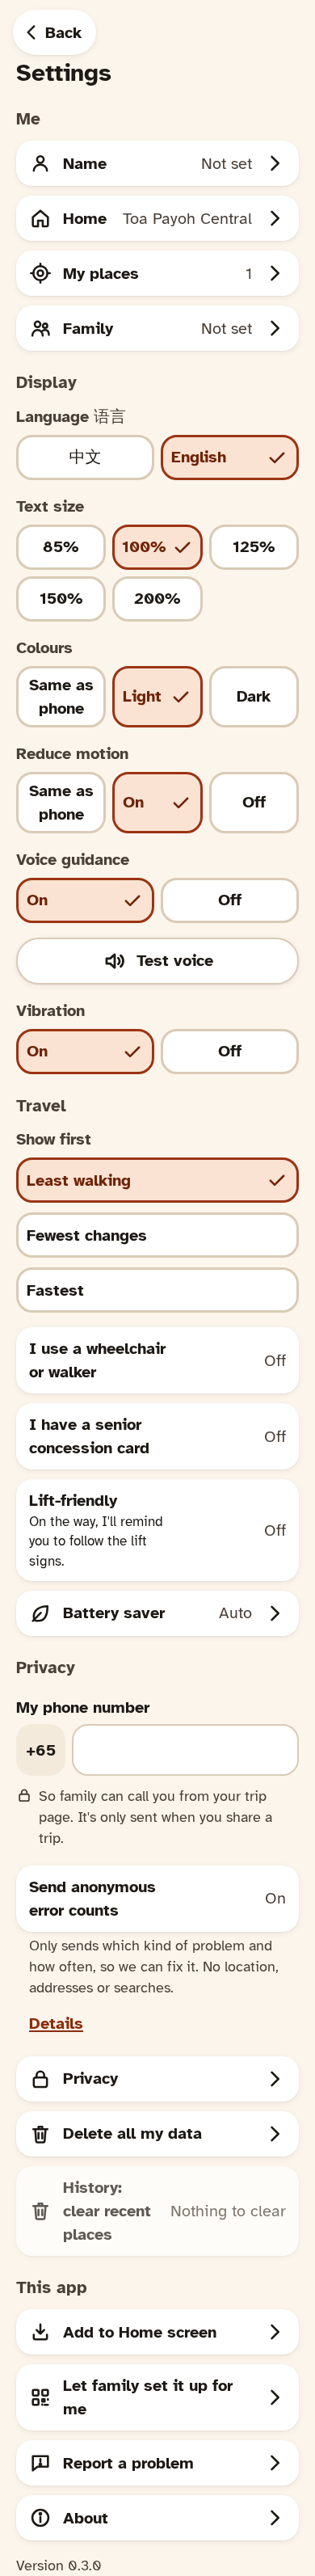 Back
Settings
Me
Name Not set
Home Toa Payoh Central
My places 1
Family Not set
Display
Language 语言
中文 English
Text size
85% 100% 125%
150% 200%
Colours
Same as
phone
Light Dark
Reduce motion
Same as
phone
On Off
Voice guidance
On Off
Test voice
Vibration
On Off
Travel
Show first
Least walking
Fewest changes
Fastest
I use a wheelchair
or walker
Off
I have a senior
concession card
Off
Lift-friendly
On the way, I'll remind
you to follow the lift
signs.
Off
Battery saver Auto
Privacy
My phone number
+65
So family can call you from your trip
page. It's only sent when you share a
trip.
Send anonymous
error counts
On
Only sends which kind of problem and
how often, so we can fix it. No location,
addresses or searches.
Details
Privacy
Delete all my data
History:
clear recent
places
Nothing to clear
This app
Add to Home screen
Let family set it up for
me
Report a problem
About
Version 0.3.0